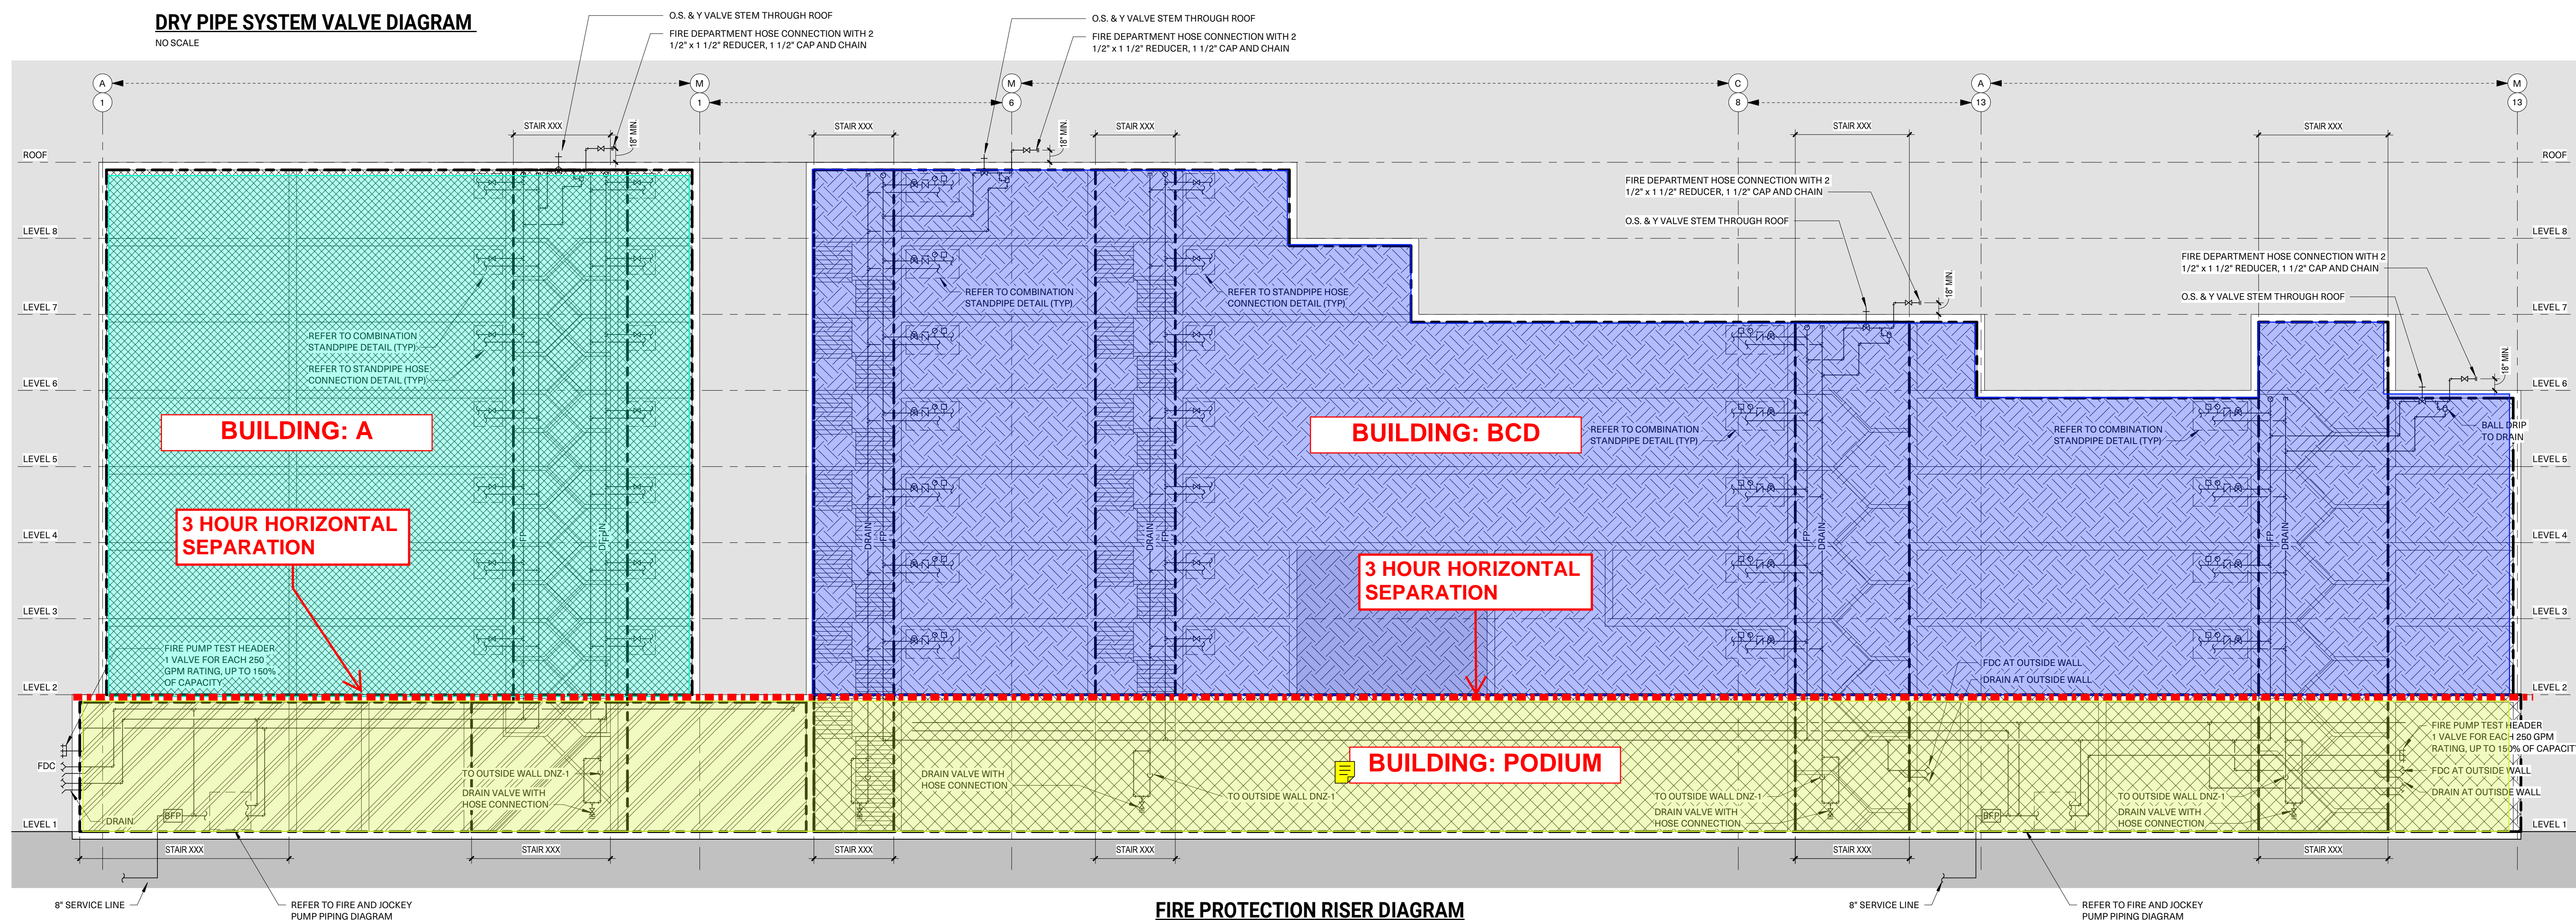 DRY PIPE SYSTEM VALVE DIAGRAM
NO SCALE
O.S. & Y VALVE STEM THROUGH ROOF
FIRE DEPARTMENT HOSE CONNECTION WITH 2
1/2" x 1 1/2" REDUCER, 1 1/2" CAP AND CHAIN
O.S. & Y VALVE STEM THROUGH ROOF
FIRE DEPARTMENT HOSE CONNECTION WITH 2
1/2" x 1 1/2" REDUCER, 1 1/2" CAP AND CHAIN
A
M
M
C
A
M
1
1
6
8
13
13
STAIR XXX
STAIR XXX
STAIR XXX
STAIR XXX
STAIR XXX
18" MIN.
18" MIN.
ROOF
ROOF
FIRE DEPARTMENT HOSE CONNECTION WITH 2
1/2" x 1 1/2" REDUCER, 1 1/2" CAP AND CHAIN
O.S. & Y VALVE STEM THROUGH ROOF
LEVEL 8
LEVEL 8
FIRE DEPARTMENT HOSE CONNECTION WITH 2
1/2" x 1 1/2" REDUCER, 1 1/2" CAP AND CHAIN
O.S. & Y VALVE STEM THROUGH ROOF
18" MIN.
REFER TO COMBINATION
STANDPIPE DETAIL (TYP)
REFER TO STANDPIPE HOSE
CONNECTION DETAIL (TYP)
LEVEL 7
LEVEL 7
REFER TO COMBINATION
STANDPIPE DETAIL (TYP)
REFER TO STANDPIPE HOSE
CONNECTION DETAIL (TYP)
18" MIN.
LEVEL 6
LEVEL 6
BUILDING: A
BUILDING: BCD
REFER TO COMBINATION
STANDPIPE DETAIL (TYP)
REFER TO COMBINATION
STANDPIPE DETAIL (TYP)
BALL DRIP
TO DRAIN
LEVEL 5
LEVEL 5
3 HOUR HORIZONTAL
SEPARATION
FP
DRAIN
FP
DRAIN
FP
DRAIN
FP
FP
DRAIN
FP
DRAIN
LEVEL 4
LEVEL 4
3 HOUR HORIZONTAL
SEPARATION
LEVEL 3
LEVEL 3
FIRE PUMP TEST HEADER
1 VALVE FOR EACH 250
GPM RATING, UP TO 150%
OF CAPACITY
FDC AT OUTSIDE WALL
DRAIN AT OUTSIDE WALL
LEVEL 2
LEVEL 2
FIRE PUMP TEST HEADER
1 VALVE FOR EACH 250 GPM
RATING, UP TO 150% OF CAPACIT
FDC
BUILDING: PODIUM
FDC AT OUTSIDE WALL
DRAIN AT OUTSIDE WALL
TO OUTSIDE WALL DNZ-1
DRAIN VALVE WITH
HOSE CONNECTION
DRAIN VALVE WITH
HOSE CONNECTION
TO OUTSIDE WALL DNZ-1
TO OUTSIDE WALL DNZ-1
DRAIN VALVE WITH
HOSE CONNECTION
TO OUTSIDE WALL DNZ-1
DRAIN VALVE WITH
HOSE CONNECTION
DRAIN
BFP
BFP
LEVEL 1
LEVEL 1
STAIR XXX
STAIR XXX
STAIR XXX
STAIR XXX
STAIR XXX
STAIR XXX
8" SERVICE LINE
REFER TO FIRE AND JOCKEY
PUMP PIPING DIAGRAM
FIRE PROTECTION RISER DIAGRAM
8" SERVICE LINE
REFER TO FIRE AND JOCKEY
PUMP PIPING DIAGRAM